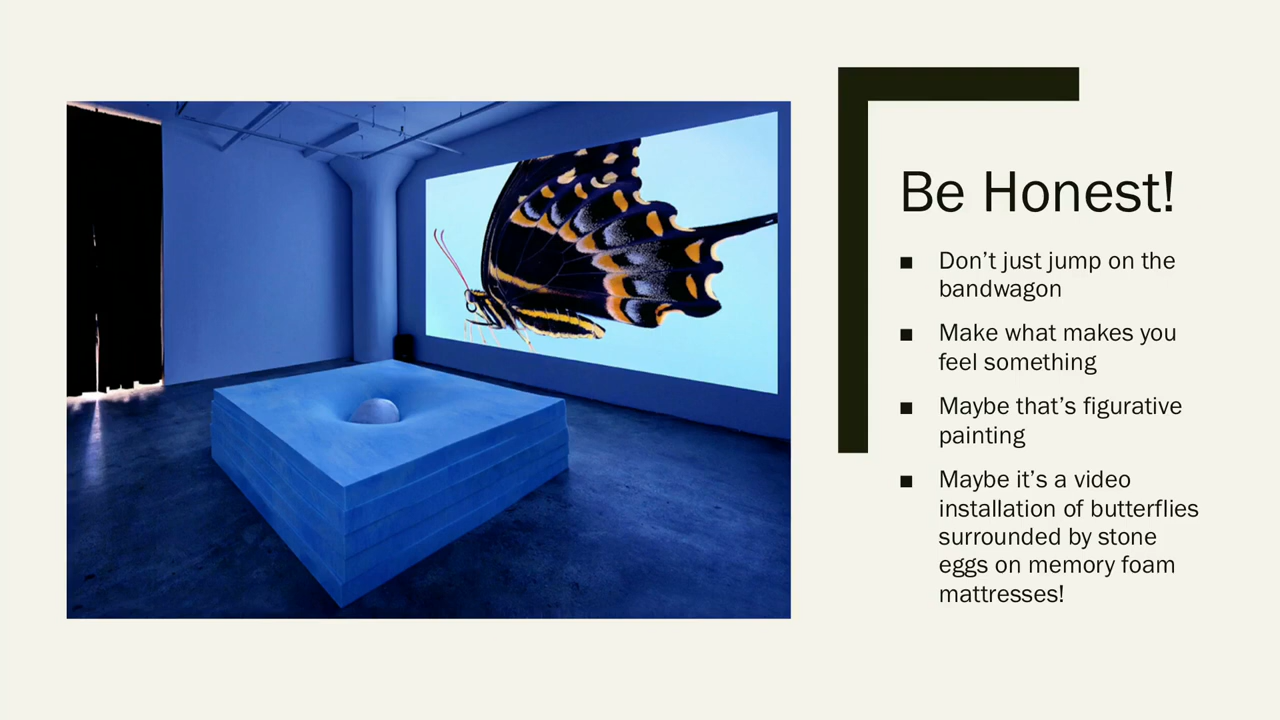 Be Honest!
Don’t just jump on the
bandwagon
Make what makes you
feel something
Maybe that’s figurative
painting
Maybe it’s a video
installation of butterflies
surrounded by stone
eggs on memory foam
mattresses!